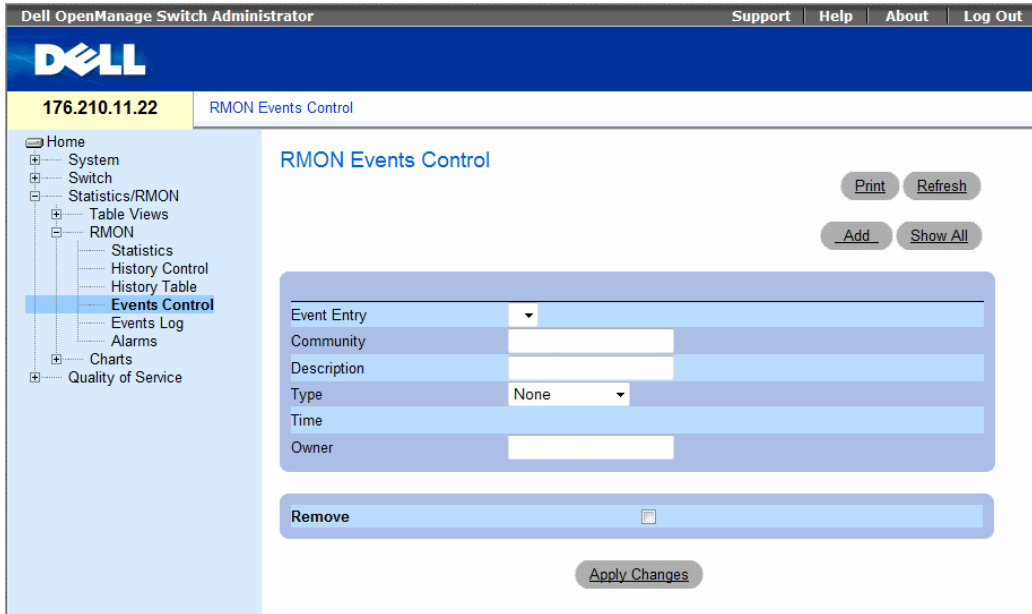 Dell OpenManage Switch Administrator Support Help About Log Out
DELL
176.210.11.22 RMON Events Control
Home
System
Switch
Statistics/RMON
Table Views
RMON
Statistics
History Control
History Table
Events Control
Events Log
Alarms
Charts
Quality of Service
RMON Events Control
Print Refresh
Add Show All
Event Entry
Community
Description
Type None
Time
Owner
Remove
Apply Changes